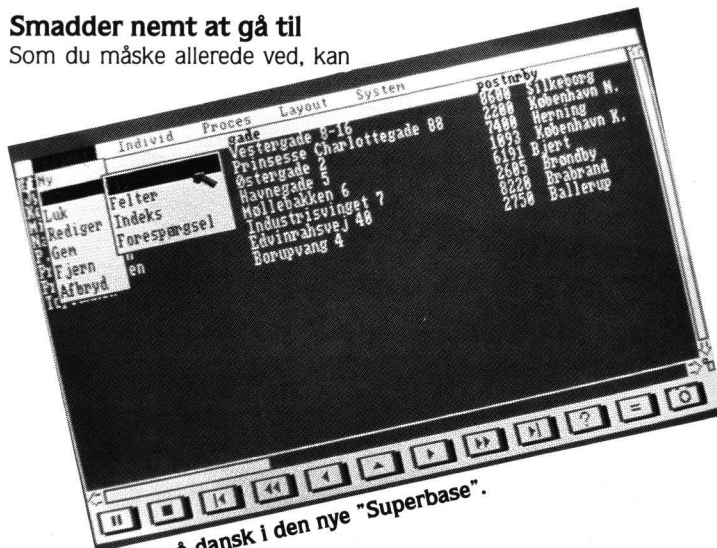 Smadder nemt at gå til
Som du måske allerede ved, kan
Individ Proces Layout System
gade postnrby
Vestergade 8-16 8600 Silkeborg
Prinsesse Charlottegade 88 2200 København N.
Østergade 2 7400 Herning
Havnegade 5 1093 København K.
Møllebakken 6 6191 Bjert
Industrisvinget 7 2605 Brøndby
Edvinrahsvej 40 8220 Brabrand
Borupvang 4 2750 Ballerup
Ny
Luk
Rediger
Gem
Fjern
Afbryd
Felter
Indeks
Forespørgsel
en
? =
dansk i den nye "Superbase".